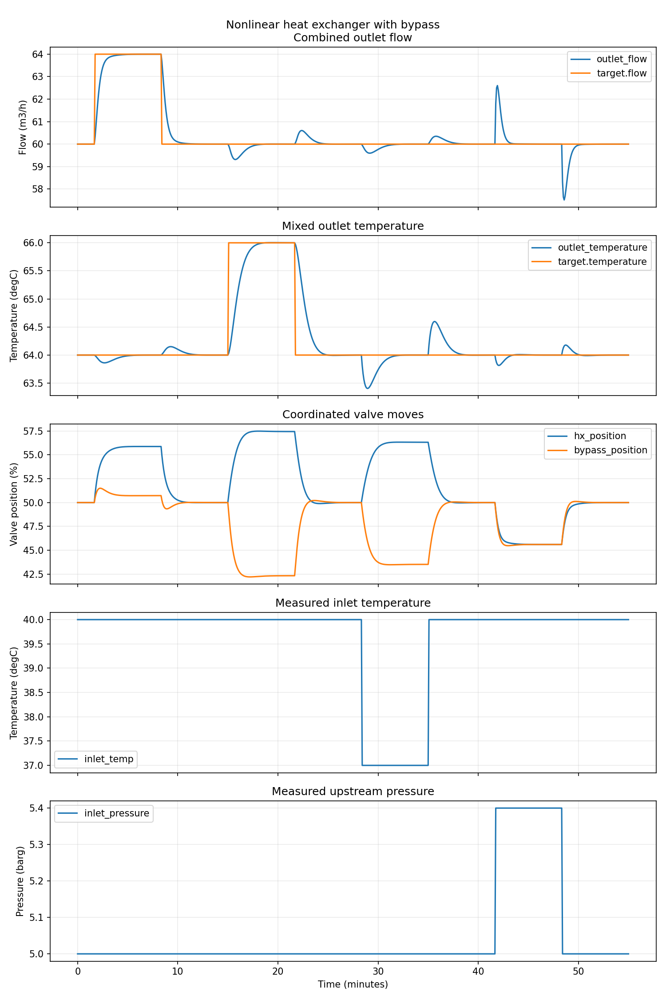 Nonlinear heat exchanger with bypass
Combined outlet flow
64
63
62
61
60
59
58
Flow (m3/h)
outlet_flow
target.flow
Mixed outlet temperature
66.0
65.5
65.0
64.5
64.0
63.5
Temperature (degC)
outlet_temperature
target.temperature
Coordinated valve moves
57.5
55.0
52.5
50.0
47.5
45.0
42.5
Valve position (%)
hx_position
bypass_position
Measured inlet temperature
40.0
39.5
39.0
38.5
38.0
37.5
37.0
Temperature (degC)
inlet_temp
Measured upstream pressure
5.4
5.3
5.2
5.1
5.0
Pressure (barg)
inlet_pressure
0 10 20 30 40 50
Time (minutes)